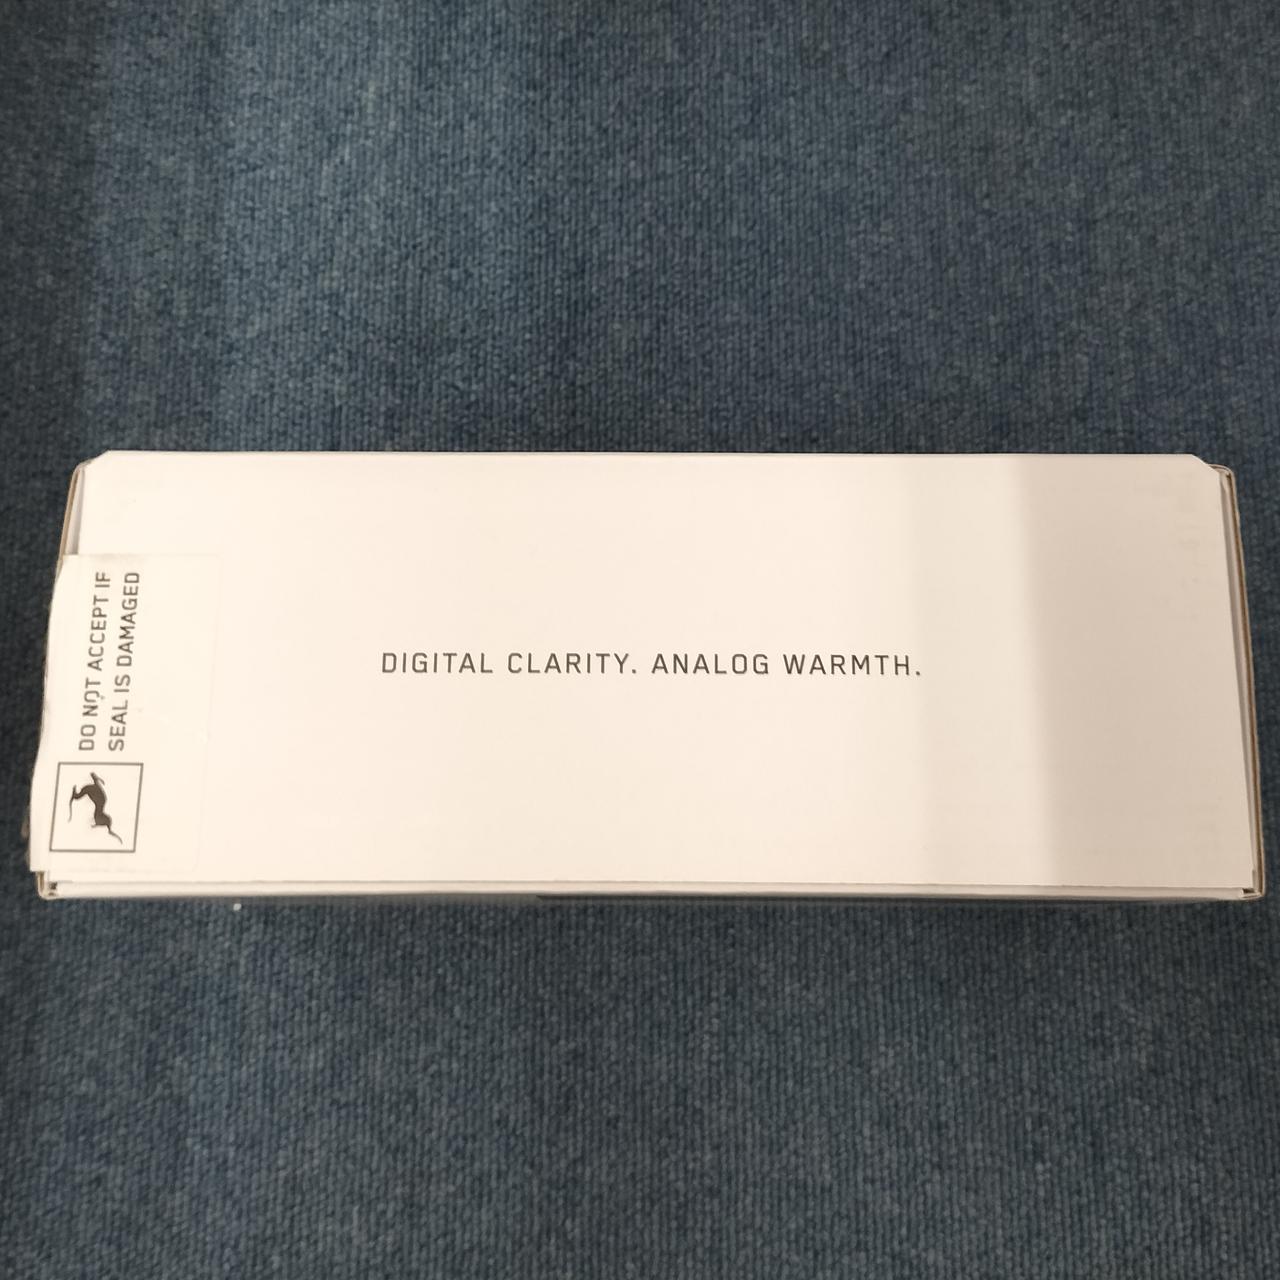 DO NOT ACCEPT IF
SEAL IS DAMAGED
DIGITAL CLARITY. ANALOG WARMTH.